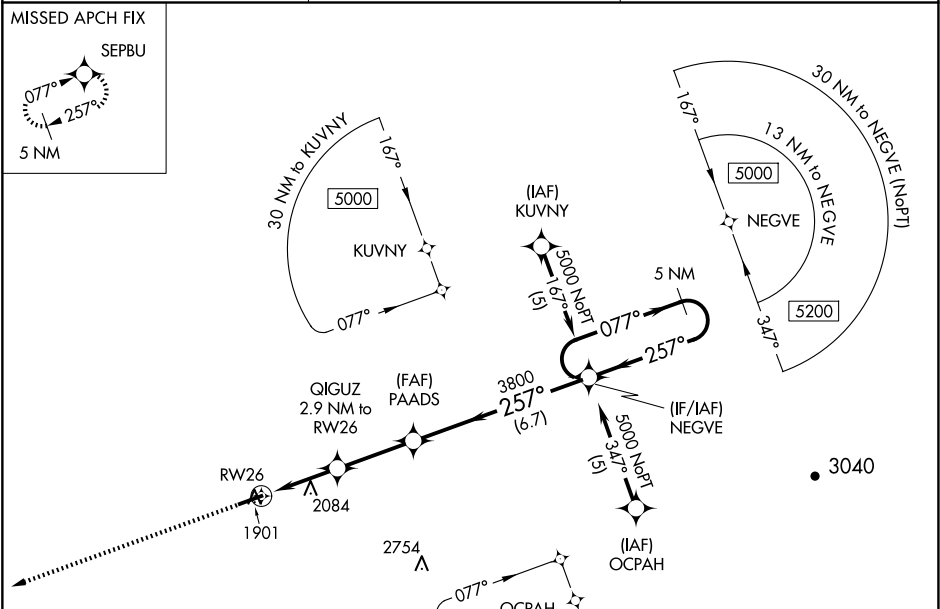 MISSED APCH FIX
SEPBU
077°
257°
5 NM
30 NM to KUVNY
167°
5000
KUVNY
077°
(IAF)
KUVNY
5000 NoPT
167°
(5)
30 NM to NEGVE (NoPT)
167°
13 NM to NEGVE
5000
NEGVE
5200
347°
5 NM
077°
257°
(IF/IAF)
NEGVE
3800
257°
(6.7)
(FAF)
PAADS
QIGUZ
2.9 NM to
RW26
RW26
1901
2084
2754
5000 NoPT
347°
(5)
(IAF)
OCPAH
3040
077°
OCPAH